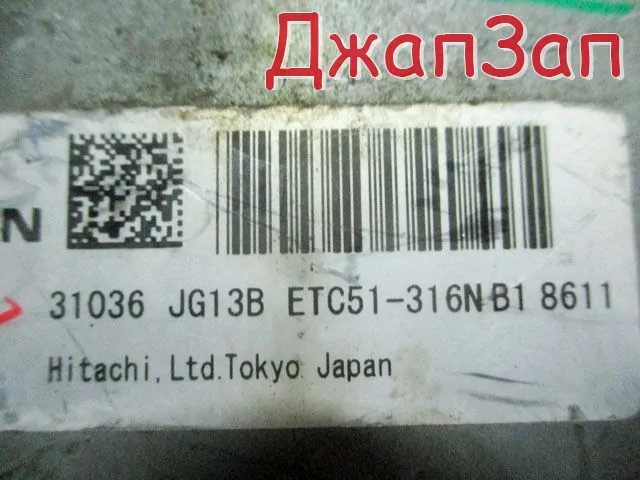 ДжапЗап
N
31036 JG13B ETC51-316N B1 8611
Hitachi, Ltd. Tokyo Japan